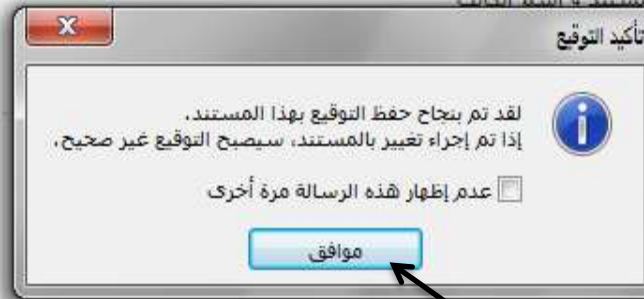 تأكيد التوقيع
لقد تم بنجاح حفظ التوقيع بهذا المستند.
إذا تم إجراء تغيير بالمستند، سيصبح التوقيع غير صحيح.
عدم إظهار هذه الرسالة مرة أخرى
موافق